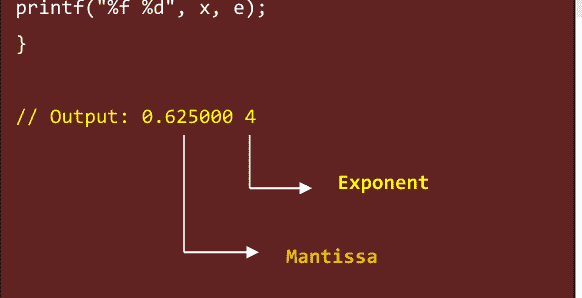 printf("%f %d", x, e);
}
// Output: 0.625000 4
Exponent
Mantissa